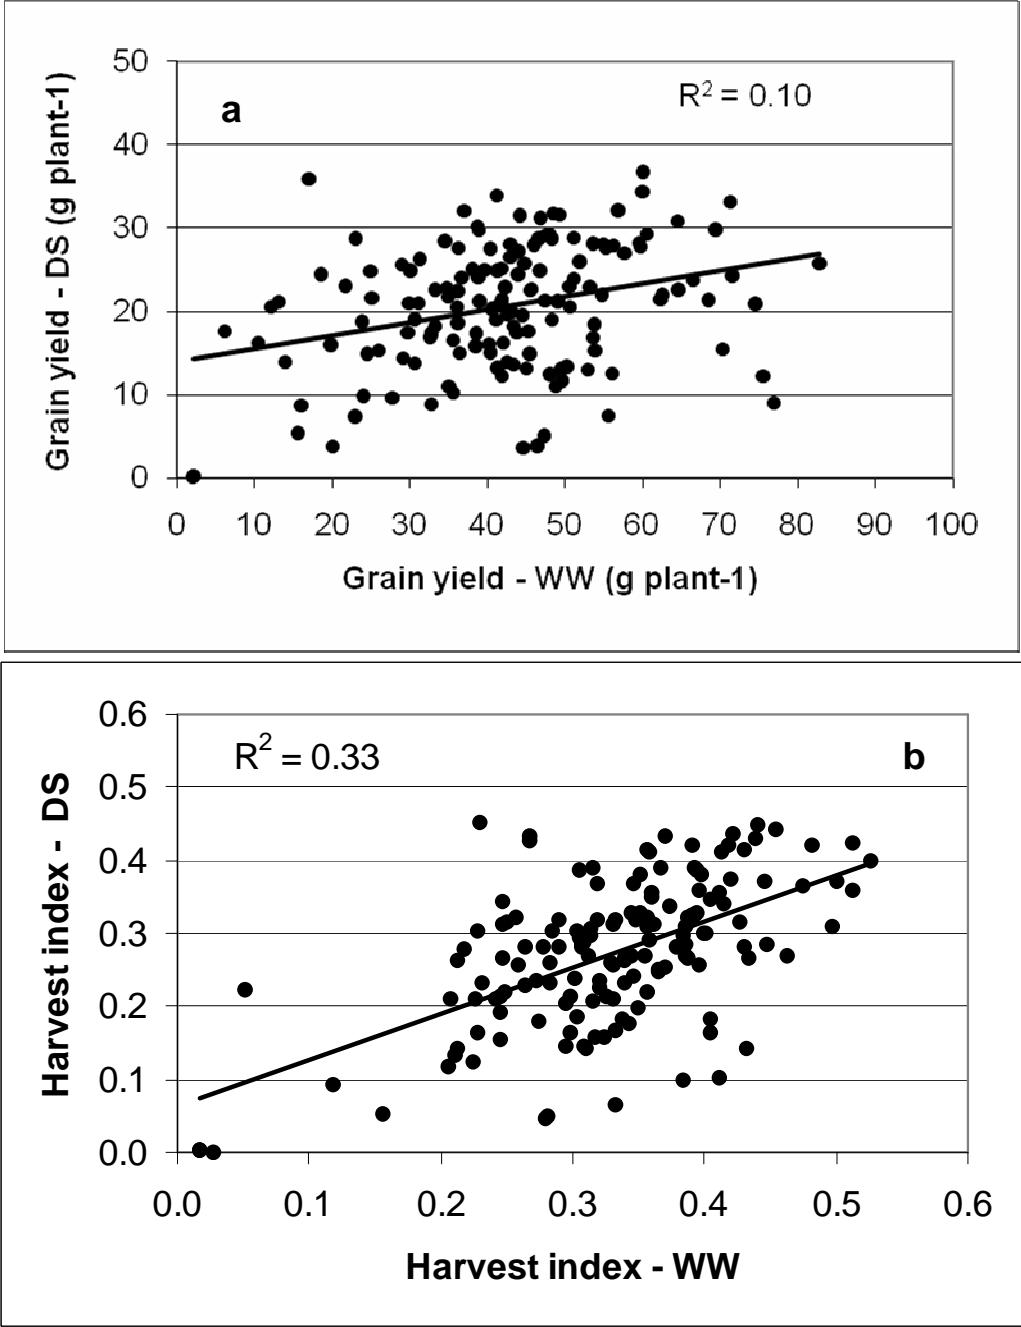 50
R² = 0.10
a
40
30
20
10
0
Grain yield - DS (g plant-1)
0 10 20 30 40 50 60 70 80 90 100
Grain yield - WW (g plant-1)
0.6
R² = 0.33
b
0.5
0.4
0.3
0.2
0.1
0.0
Harvest index - DS
0.0 0.1 0.2 0.3 0.4 0.5 0.6
Harvest index - WW